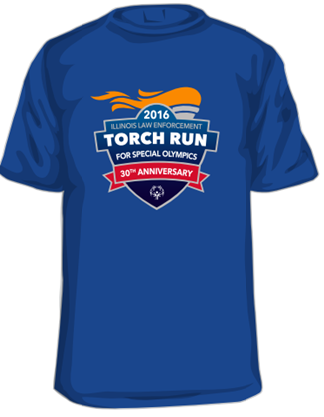 2016
ILLINOIS LAW ENFORCEMENT
TORCH RUN
FOR SPECIAL OLYMPICS
30TH ANNIVERSARY